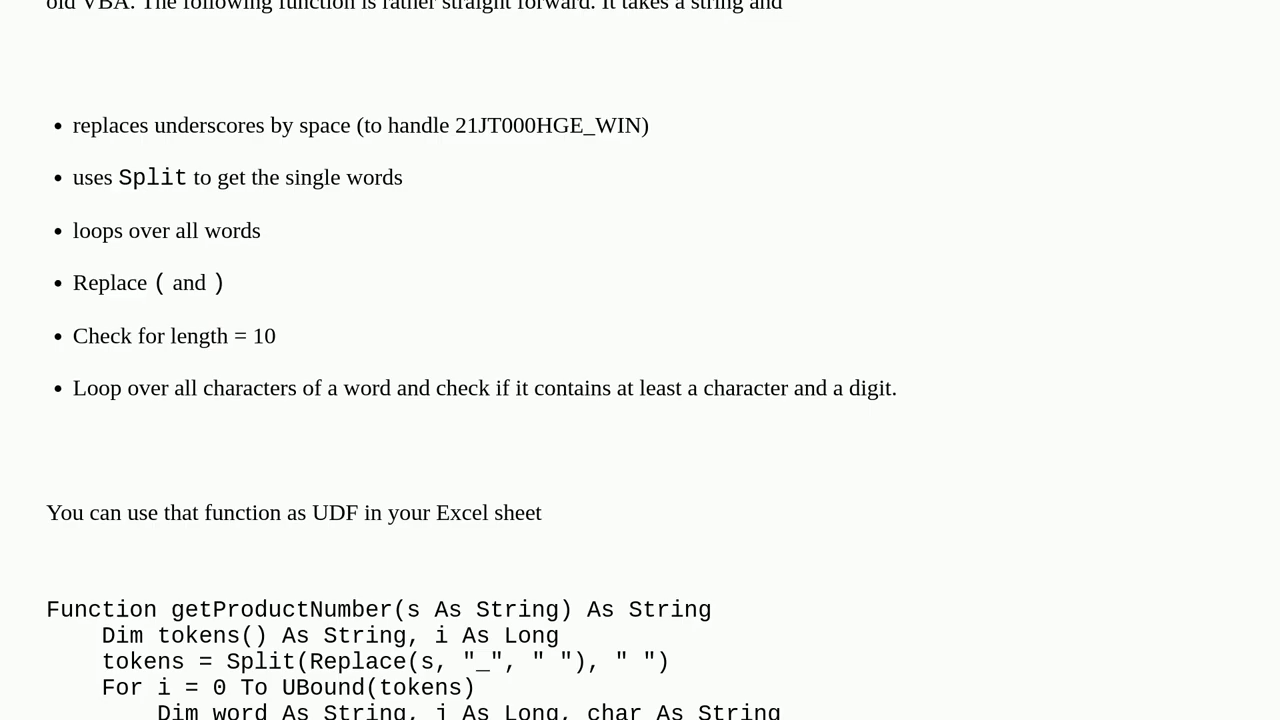 old VBA. The following function is rather straight forward. It takes a string and
• replaces underscores by space (to handle 21JT000HGE_WIN)
• uses Split to get the single words
• loops over all words
• Replace ( and )
• Check for length = 10
• Loop over all characters of a word and check if it contains at least a character and a digit.
You can use that function as UDF in your Excel sheet
Function getProductNumber(s As String) As String
    Dim tokens() As String, i As Long
    tokens = Split(Replace(s, "_", " "), " ")
    For i = 0 To UBound(tokens)
        Dim word As String, j As Long, char As String